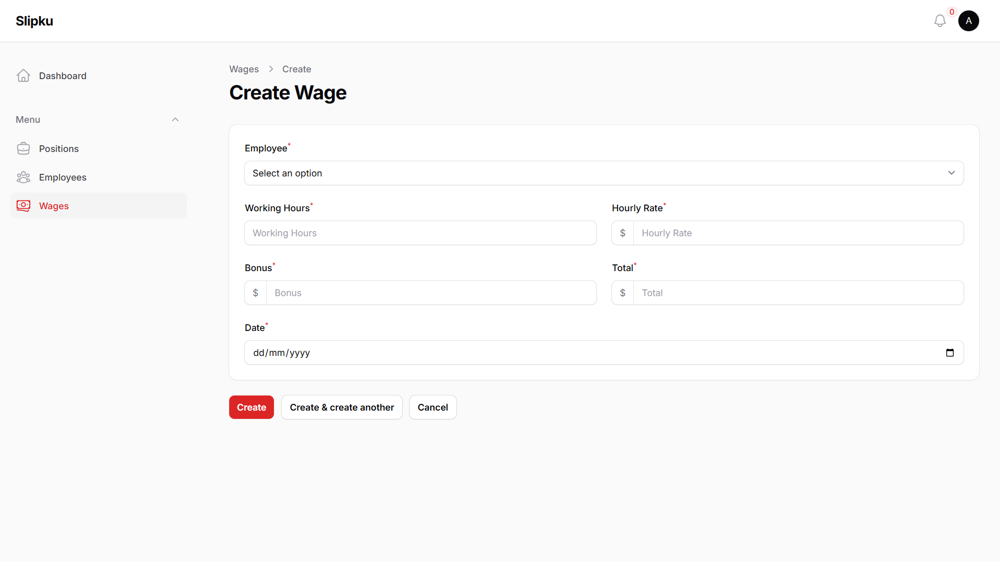 Slipku
0
A
Dashboard
Menu
Positions
Employees
Wages
Wages > Create
Create Wage
Employee*
Select an option
Working Hours*
Working Hours
Hourly Rate*
$ Hourly Rate
Bonus*
$ Bonus
Total*
$ Total
Date*
dd/mm/yyyy
Create
Create & create another
Cancel